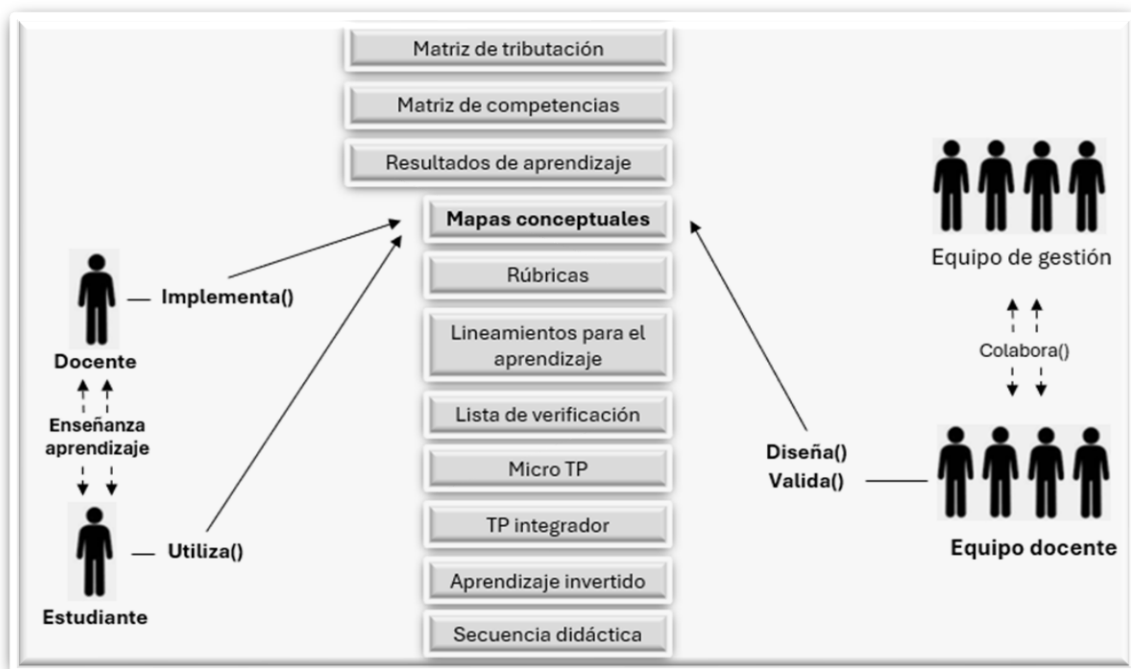 Matriz de tributación
Matriz de competencias
Resultados de aprendizaje
Mapas conceptuales
Rúbricas
Lineamientos para el
aprendizaje
Lista de verificación
Micro TP
TP integrador
Aprendizaje invertido
Secuencia didáctica
Implementa()
Docente
Enseñanza
aprendizaje
Utiliza()
Estudiante
Equipo de gestión
Colabora()
Diseña()
Valida()
Equipo docente